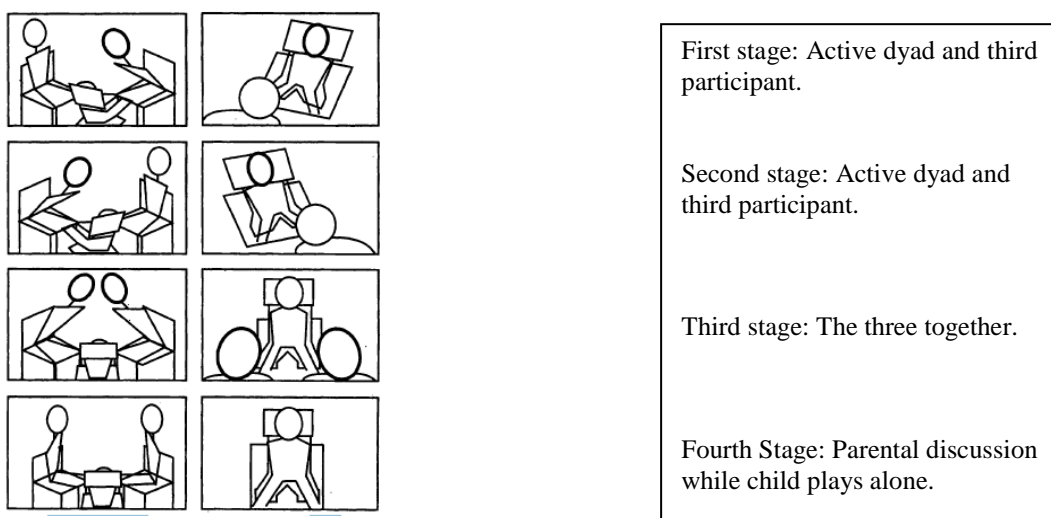 First stage: Active dyad and third
participant.
Second stage: Active dyad and
third participant.
Third stage: The three together.
Fourth Stage: Parental discussion
while child plays alone.